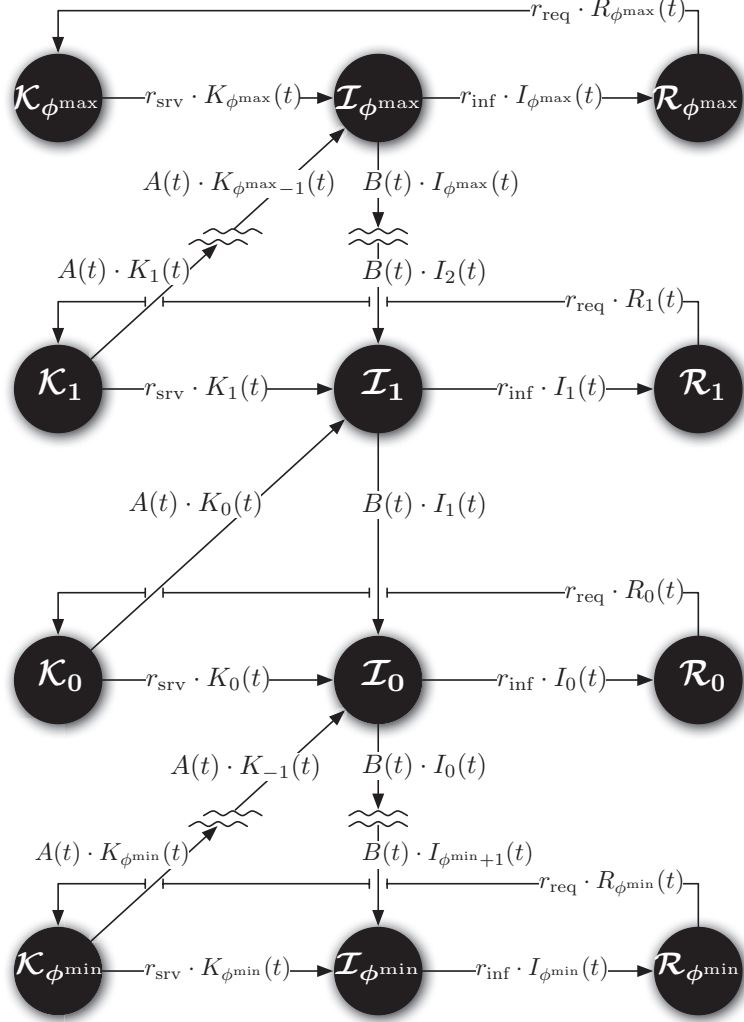 r_req · R_{ϕ^max}(t)
𝒦_{ϕ^max} r_srv · K_{ϕ^max}(t) ℐ_{ϕ^max} r_inf · I_{ϕ^max}(t) ℛ_{ϕ^max}
A(t) · K_{ϕ^max−1}(t) B(t) · I_{ϕ^max}(t)
A(t) · K_1(t) B(t) · I_2(t)
r_req · R_1(t)
𝒦_1 r_srv · K_1(t) ℐ_1 r_inf · I_1(t) ℛ_1
A(t) · K_0(t) B(t) · I_1(t)
r_req · R_0(t)
𝒦_0 r_srv · K_0(t) ℐ_0 r_inf · I_0(t) ℛ_0
A(t) · K_{−1}(t) B(t) · I_0(t)
A(t) · K_{ϕ^min}(t) B(t) · I_{ϕ^min+1}(t)
r_req · R_{ϕ^min}(t)
𝒦_{ϕ^min} r_srv · K_{ϕ^min}(t) ℐ_{ϕ^min} r_inf · I_{ϕ^min}(t) ℛ_{ϕ^min}